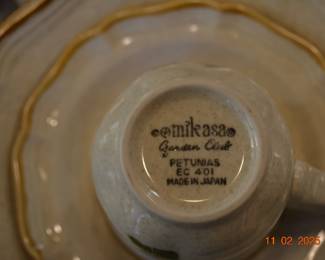 mikasa
Garden Club
PETUNIAS
EC 401
MADE IN JAPAN
11 02 2025